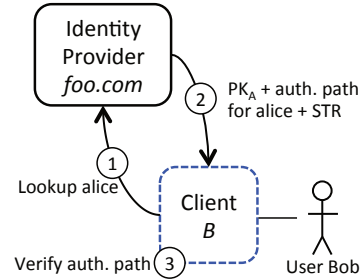 Identity
Provider
foo.com
2
PK_A + auth. path
for alice + STR
1
Lookup alice
Client
B
Verify auth. path
3
User Bob